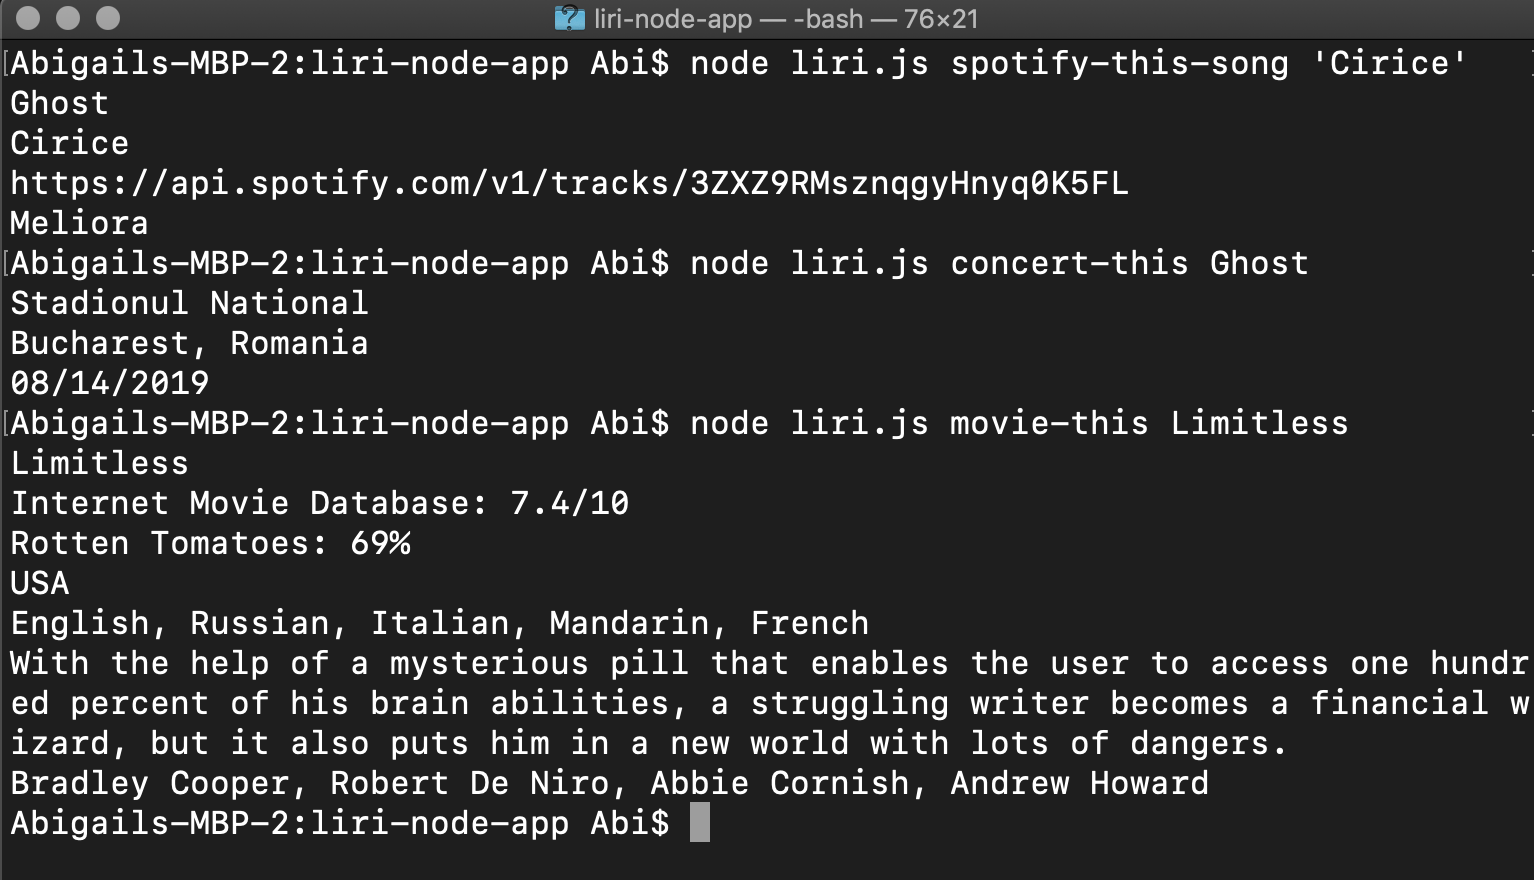 liri-node-app — -bash — 76×21
[Abigails-MBP-2:liri-node-app Abi$ node liri.js spotify-this-song 'Cirice'
Ghost
Cirice
https://api.spotify.com/v1/tracks/3ZXZ9RMsznqgyHnyq0K5FL
Meliora
[Abigails-MBP-2:liri-node-app Abi$ node liri.js concert-this Ghost
Stadionul National
Bucharest, Romania
08/14/2019
[Abigails-MBP-2:liri-node-app Abi$ node liri.js movie-this Limitless
Limitless
Internet Movie Database: 7.4/10
Rotten Tomatoes: 69%
USA
English, Russian, Italian, Mandarin, French
With the help of a mysterious pill that enables the user to access one hundr
ed percent of his brain abilities, a struggling writer becomes a financial w
izard, but it also puts him in a new world with lots of dangers.
Bradley Cooper, Robert De Niro, Abbie Cornish, Andrew Howard
Abigails-MBP-2:liri-node-app Abi$